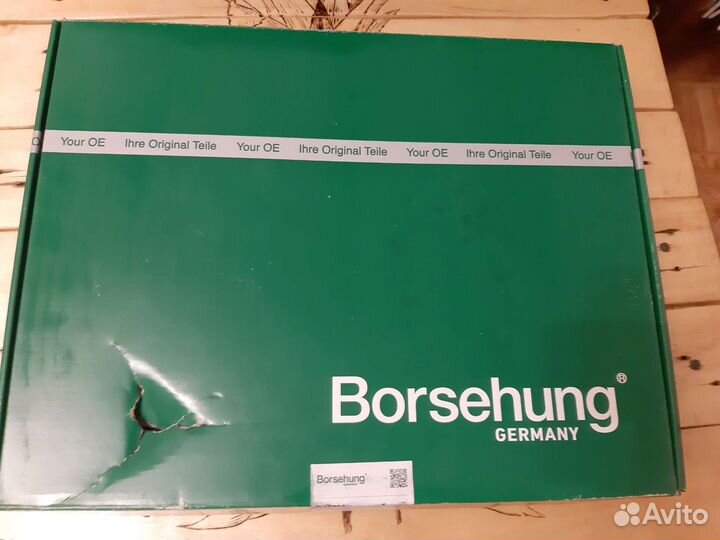 Your OE Ihre Original Teile Your OE Ihre Original Teile Your OE Ihre Original Teile Your OE
Borsehung®
GERMANY
Borsehung®
GERMANY
Avito